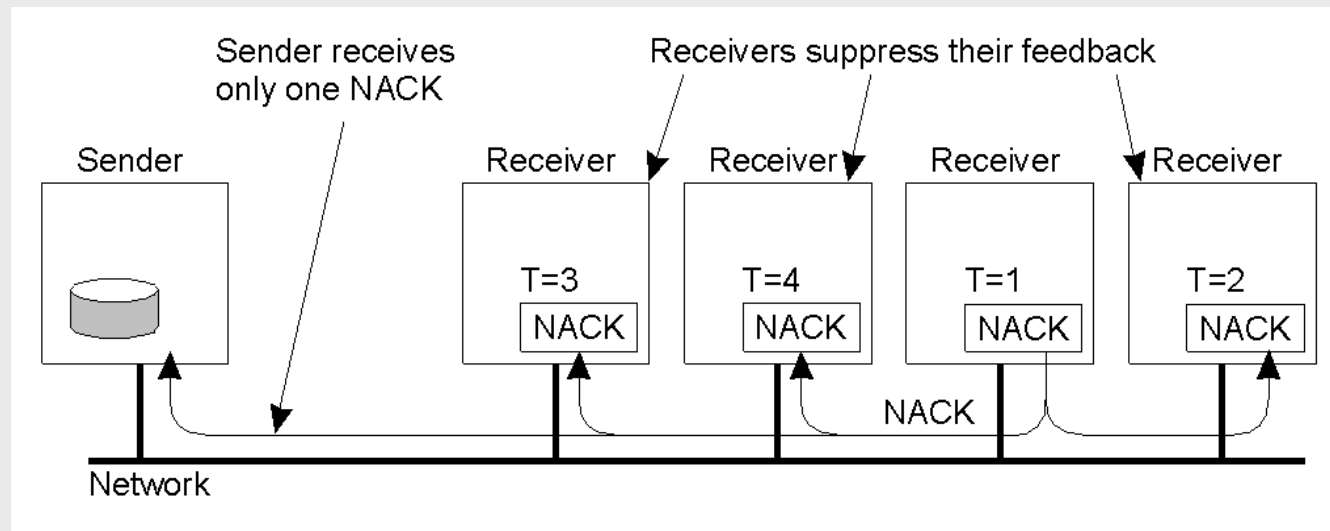 Sender receives
only one NACK
Receivers suppress their feedback
Sender
Receiver
Receiver
Receiver
Receiver
T=3
T=4
T=1
T=2
NACK
NACK
NACK
NACK
NACK
Network